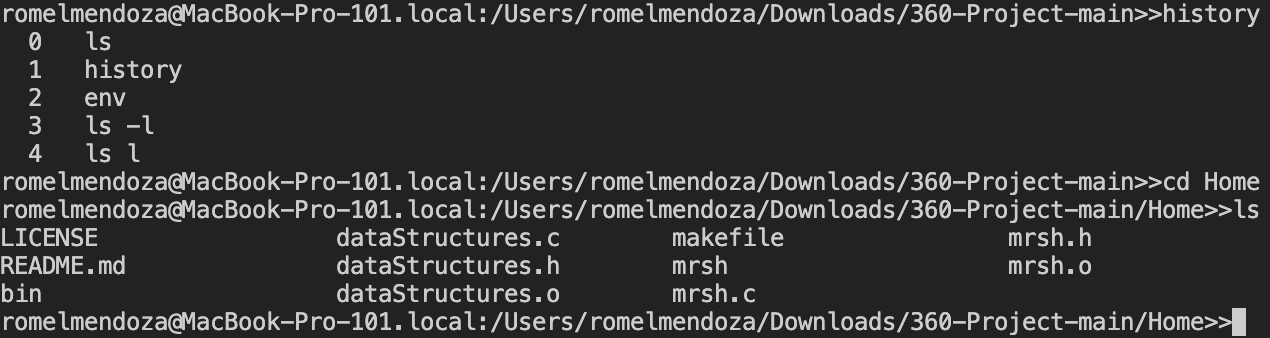 romelmendoza@MacBook-Pro-101.local:/Users/romelmendoza/Downloads/360-Project-main>>history
0 ls
1 history
2 env
3 ls -l
4 ls l
romelmendoza@MacBook-Pro-101.local:/Users/romelmendoza/Downloads/360-Project-main>>cd Home
romelmendoza@MacBook-Pro-101.local:/Users/romelmendoza/Downloads/360-Project-main/Home>>ls
LICENSE dataStructures.c makefile mrsh.h
README.md dataStructures.h mrsh mrsh.o
bin dataStructures.o mrsh.c
romelmendoza@MacBook-Pro-101.local:/Users/romelmendoza/Downloads/360-Project-main/Home>>